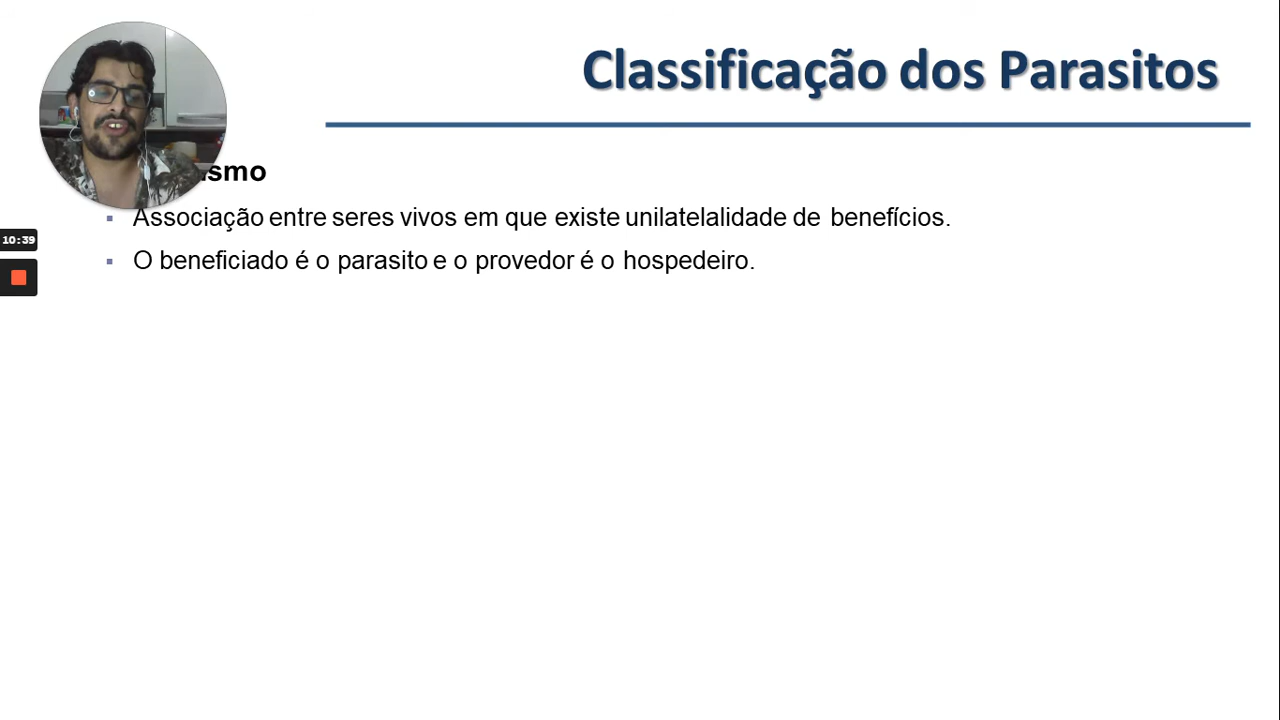 Classificação dos Parasitos
smo
Associação entre seres vivos em que existe unilatelalidade de benefícios.
10:39
O beneficiado é o parasito e o provedor é o hospedeiro.